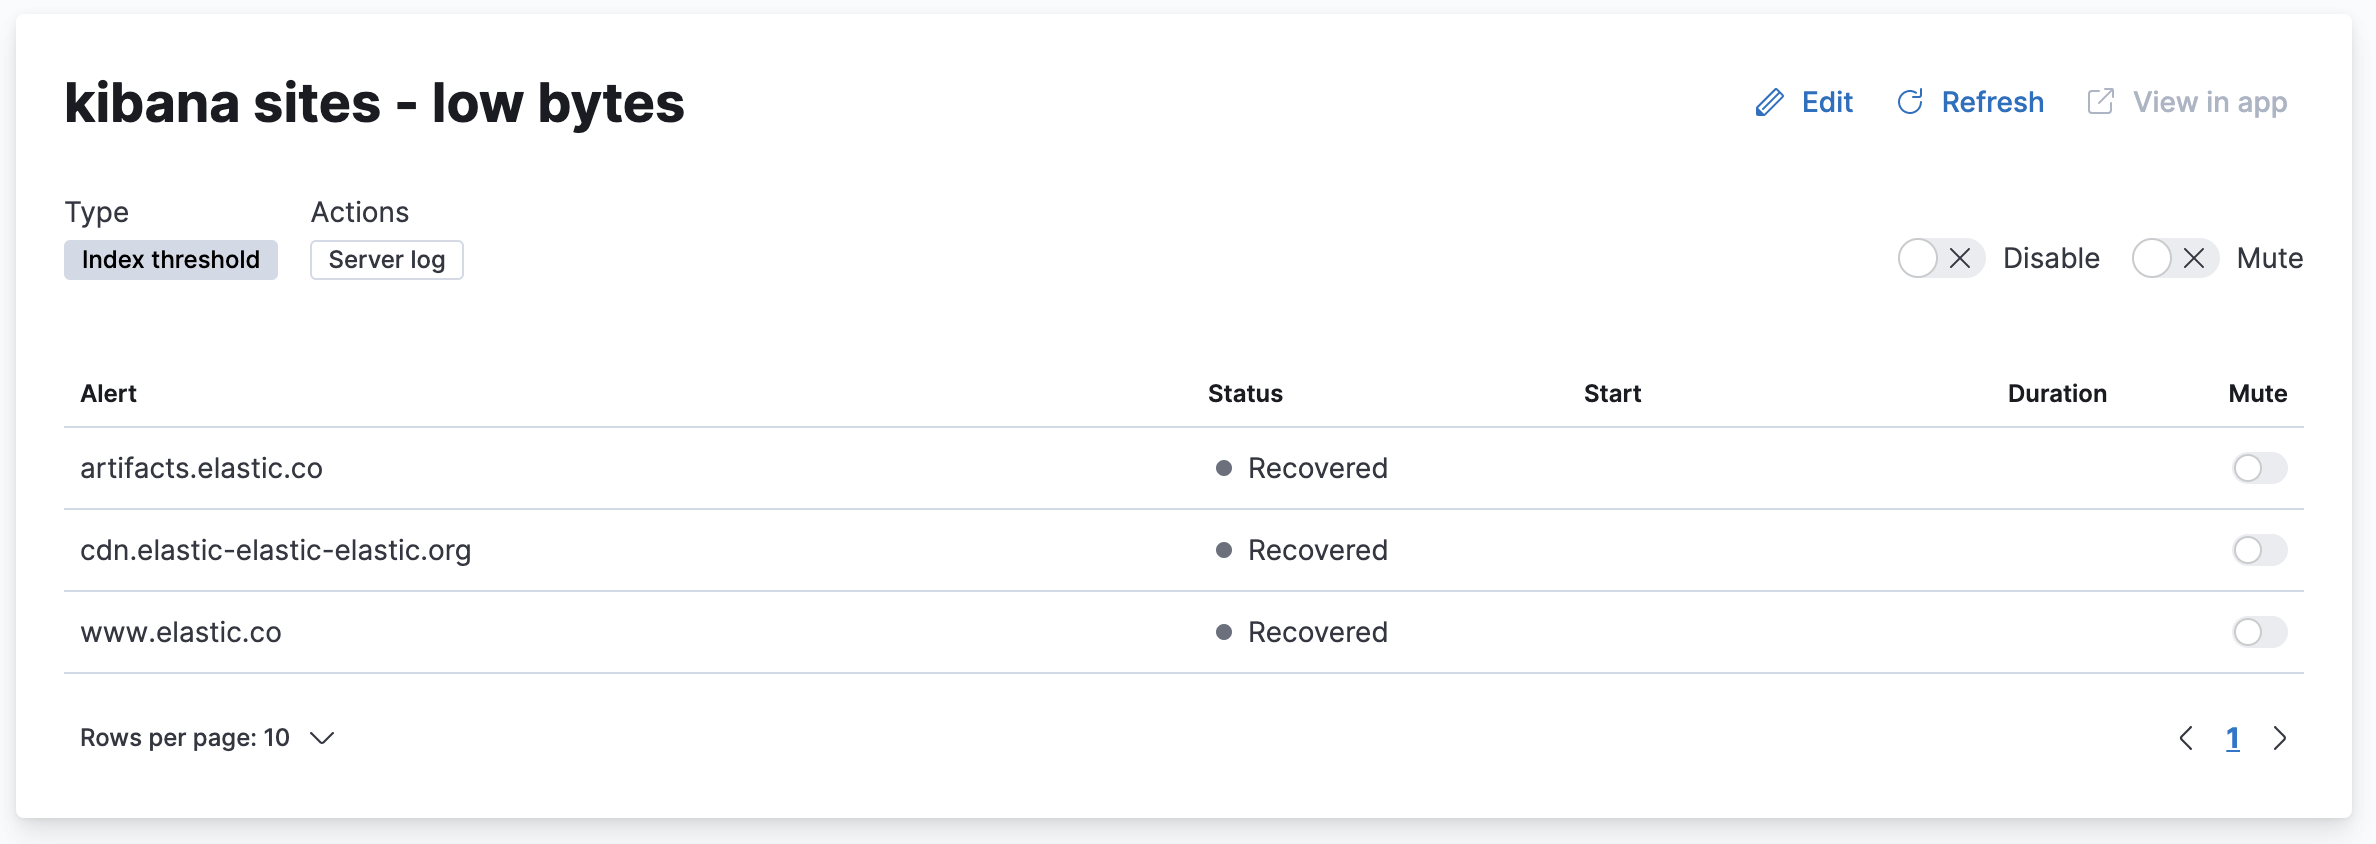 kibana sites - low bytes
Edit Refresh View in app
Type Actions
Index threshold Server log
Disable Mute
Alert Status Start Duration Mute
artifacts.elastic.co Recovered
cdn.elastic-elastic-elastic.org Recovered
www.elastic.co Recovered
Rows per page: 10
1